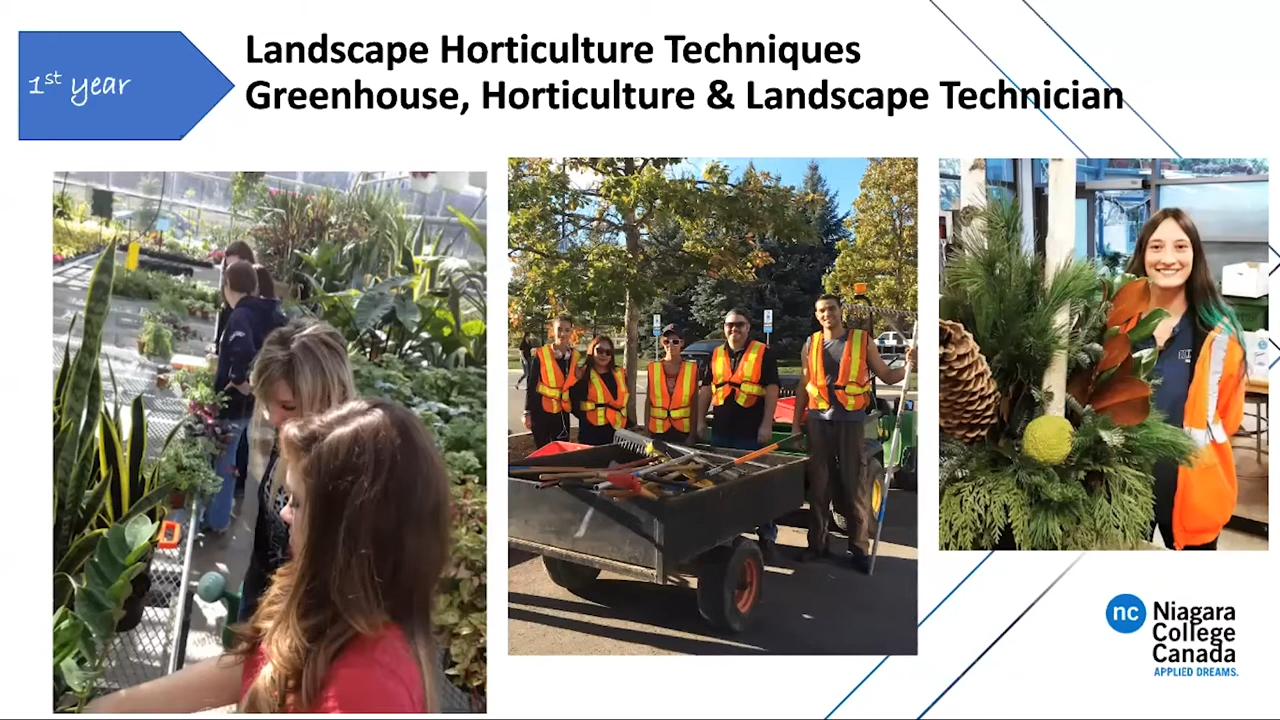 1st year
Landscape Horticulture Techniques
Greenhouse, Horticulture & Landscape Technician
nc
Niagara
College
Canada
APPLIED DREAMS.